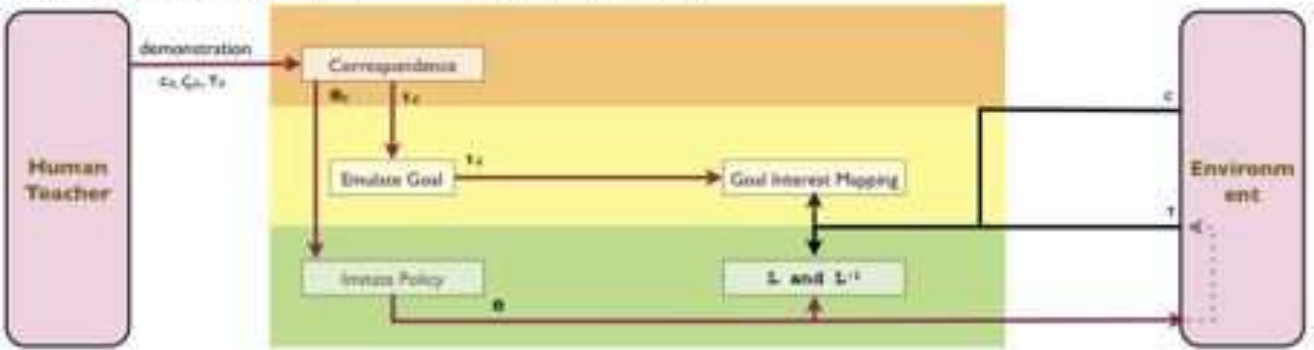 demonstration
Correspondence
Human
Teacher
Emulate Goal
Goal Interest Mapping
Environm
ent
Imitate Policy
L and L⁻¹